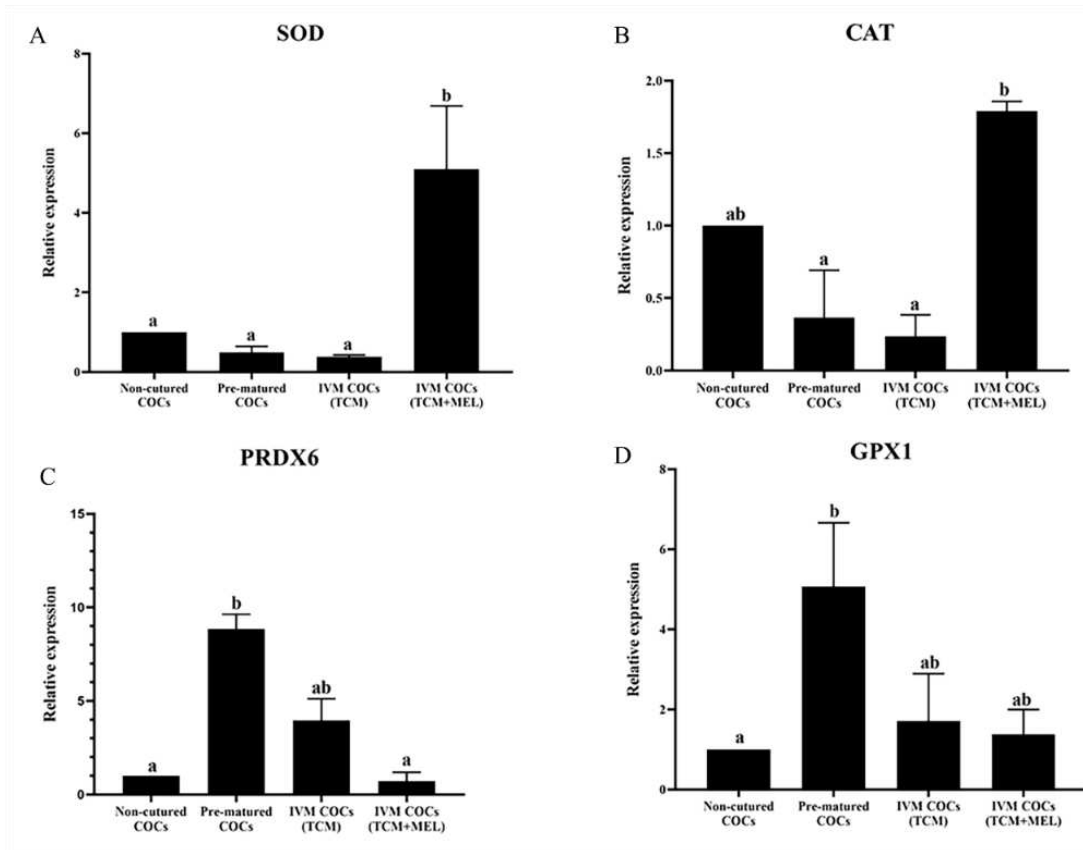 A
SOD
Relative expression
8
6
4
2
0
a
a
a
b
Non-cutured
COCs
Pre-matured
COCs
IVM COCs
(TCM)
IVM COCs
(TCM+MEL)
B
CAT
Relative expression
2.0
1.5
1.0
0.5
0.0
ab
a
a
b
Non-cutured
COCs
Pre-matured
COCs
IVM COCs
(TCM)
IVM COCs
(TCM+MEL)
C
PRDX6
Relative expression
15
10
5
0
a
b
ab
a
Non-cutured
COCs
Pre-matured
COCs
IVM COCs
(TCM)
IVM COCs
(TCM+MEL)
D
GPX1
Relative expression
8
6
4
2
0
a
b
ab
ab
Non-cutured
COCs
Pre-matured
COCs
IVM COCs
(TCM)
IVM COCs
(TCM+MEL)